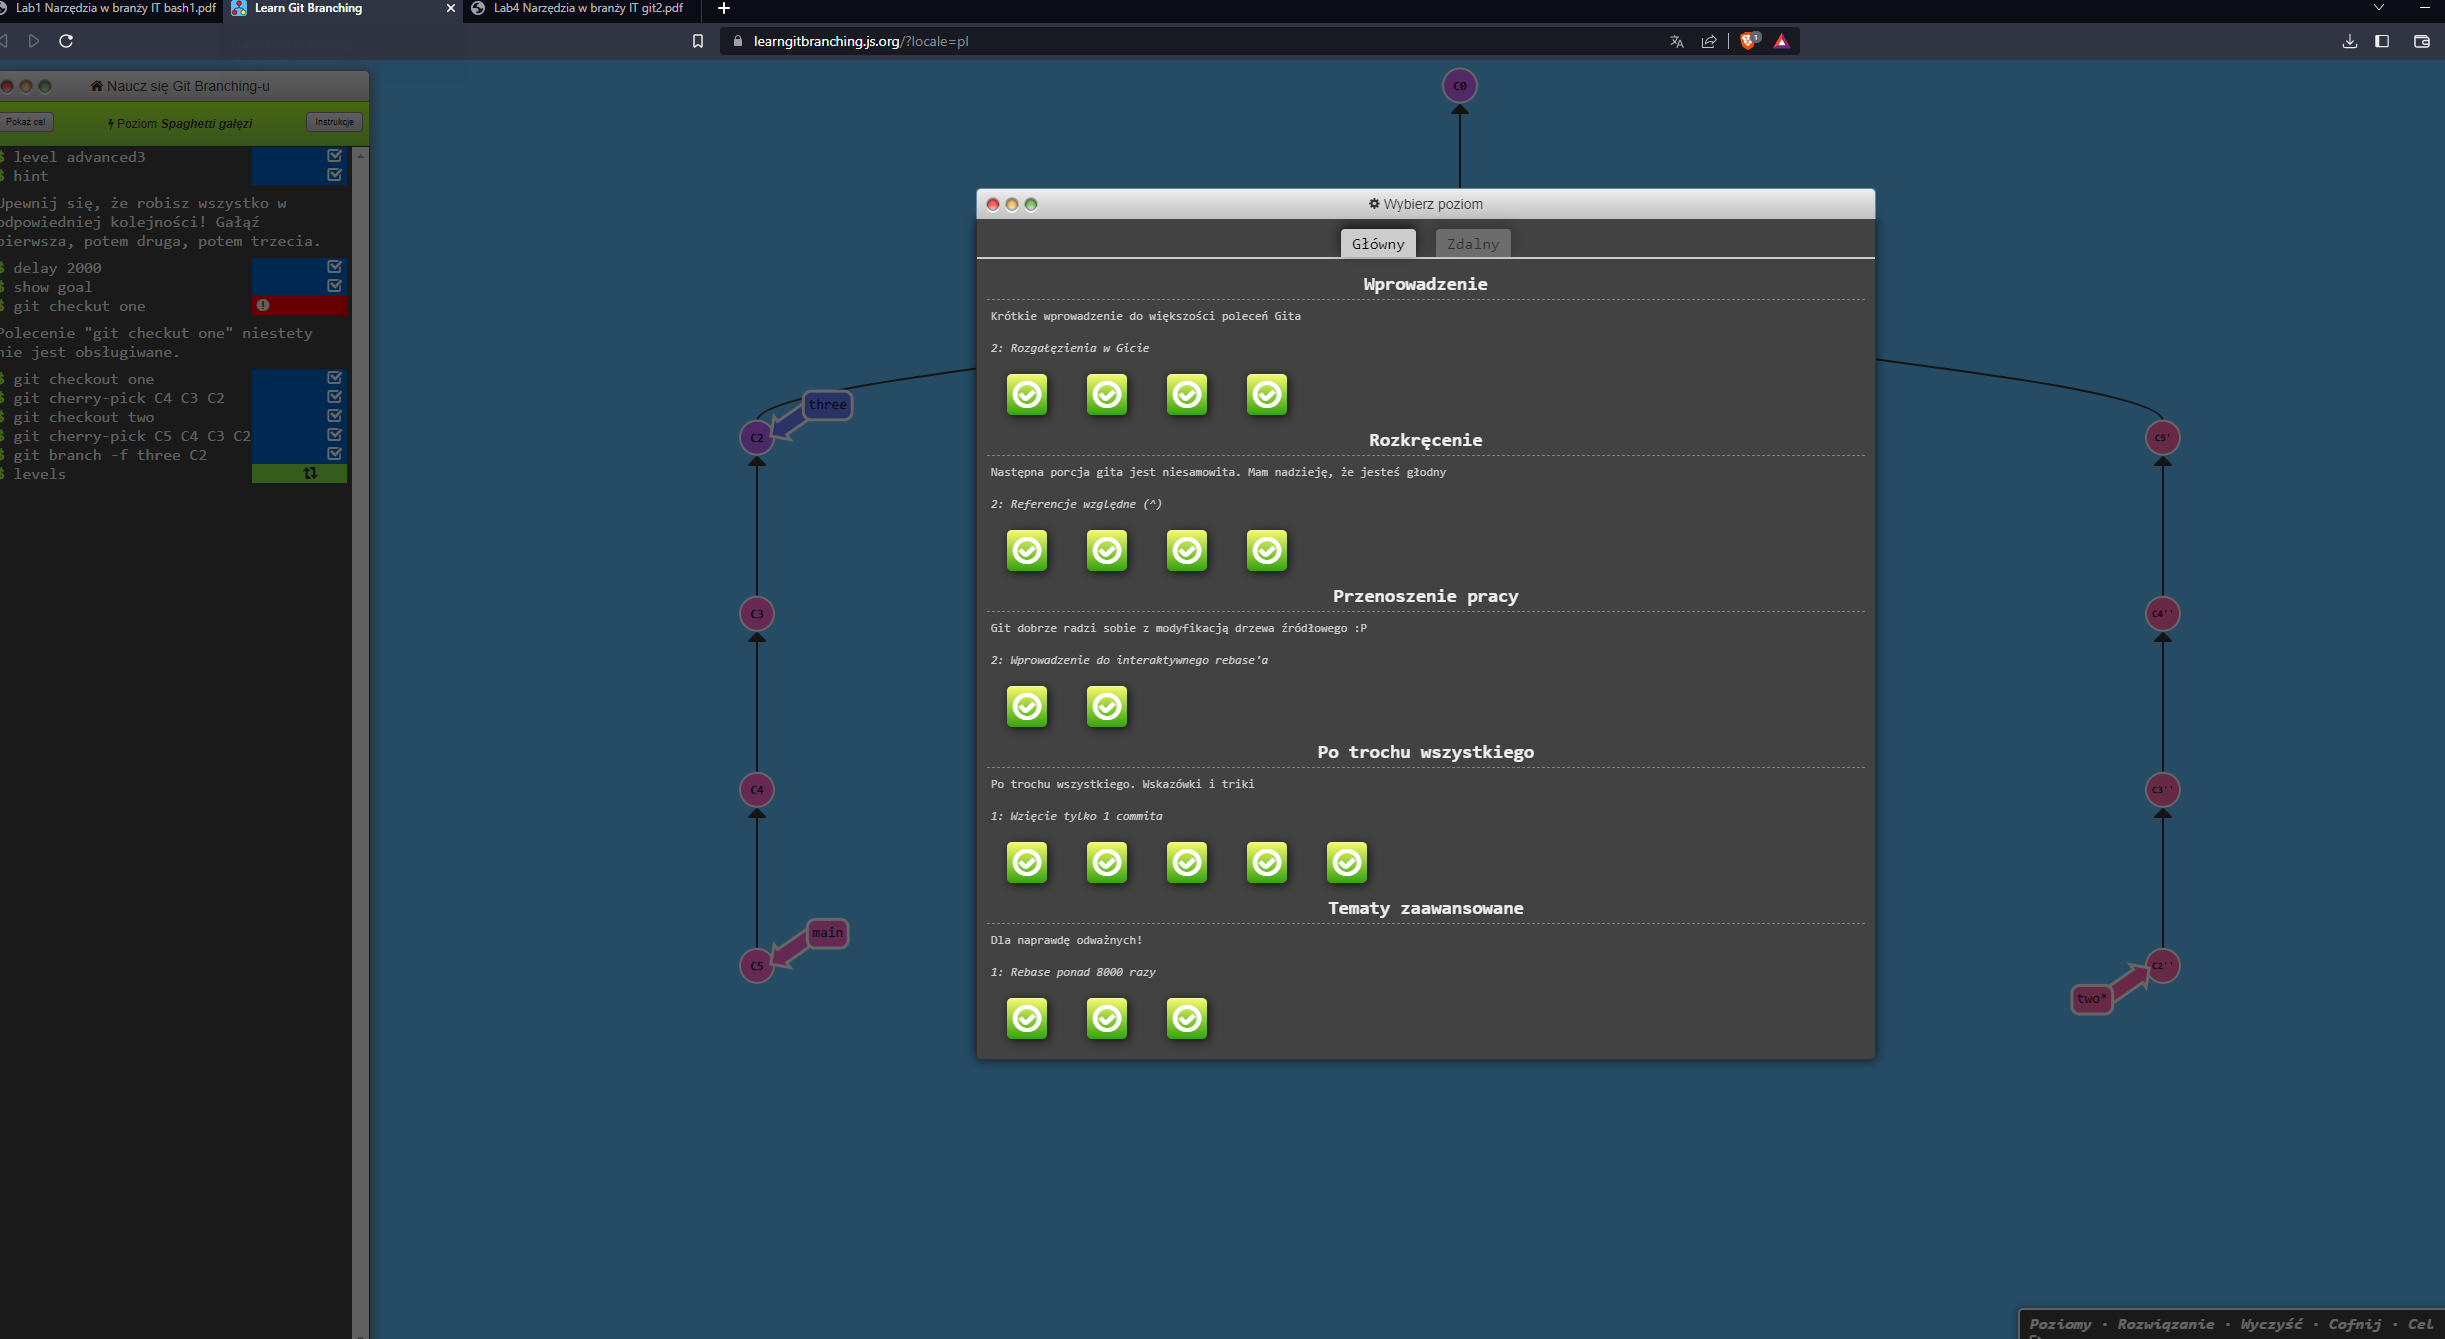 Lab1 Narzędzia w branży IT bash1.pdf
Learn Git Branching
Lab4 Narzędzia w branży IT git2.pdf
learngitbranching.js.org/?locale=pl
1
Naucz się Git Branching-u
Pokaż cel
Poziom Spaghetti gałęzi
Instrukcje
$ level advanced3
$ hint
Upewnij się, że robisz wszystko w
odpowiedniej kolejności! Gałąź
pierwsza, potem druga, potem trzecia.
$ delay 2000
$ show goal
$ git checkut one
Polecenie "git checkut one" niestety
nie jest obsługiwane.
$ git checkout one
$ git cherry-pick C4 C3 C2
$ git checkout two
$ git cherry-pick C5 C4 C3 C2
$ git branch -f three C2
$ levels
C0
three
C2
C3
C4
main
C5
Wybierz poziom
Główny
Zdalny
Wprowadzenie
Krótkie wprowadzenie do większości poleceń Gita
2: Rozgałęzienia w Gicie
Rozkręcenie
Następna porcja gita jest niesamowita. Mam nadzieję, że jesteś głodny
2: Referencje względne (^)
Przenoszenie pracy
Git dobrze radzi sobie z modyfikacją drzewa źródłowego :P
2: Wprowadzenie do interaktywnego rebase'a
Po trochu wszystkiego
Po trochu wszystkiego. Wskazówki i triki
1: Wzięcie tylko 1 commita
Tematy zaawansowane
Dla naprawdę odważnych!
1: Rebase ponad 8000 razy
C5'
C4''
C3''
C2''
two*
Poziomy · Rozwiązanie · Wyczyść · Cofnij · Cel